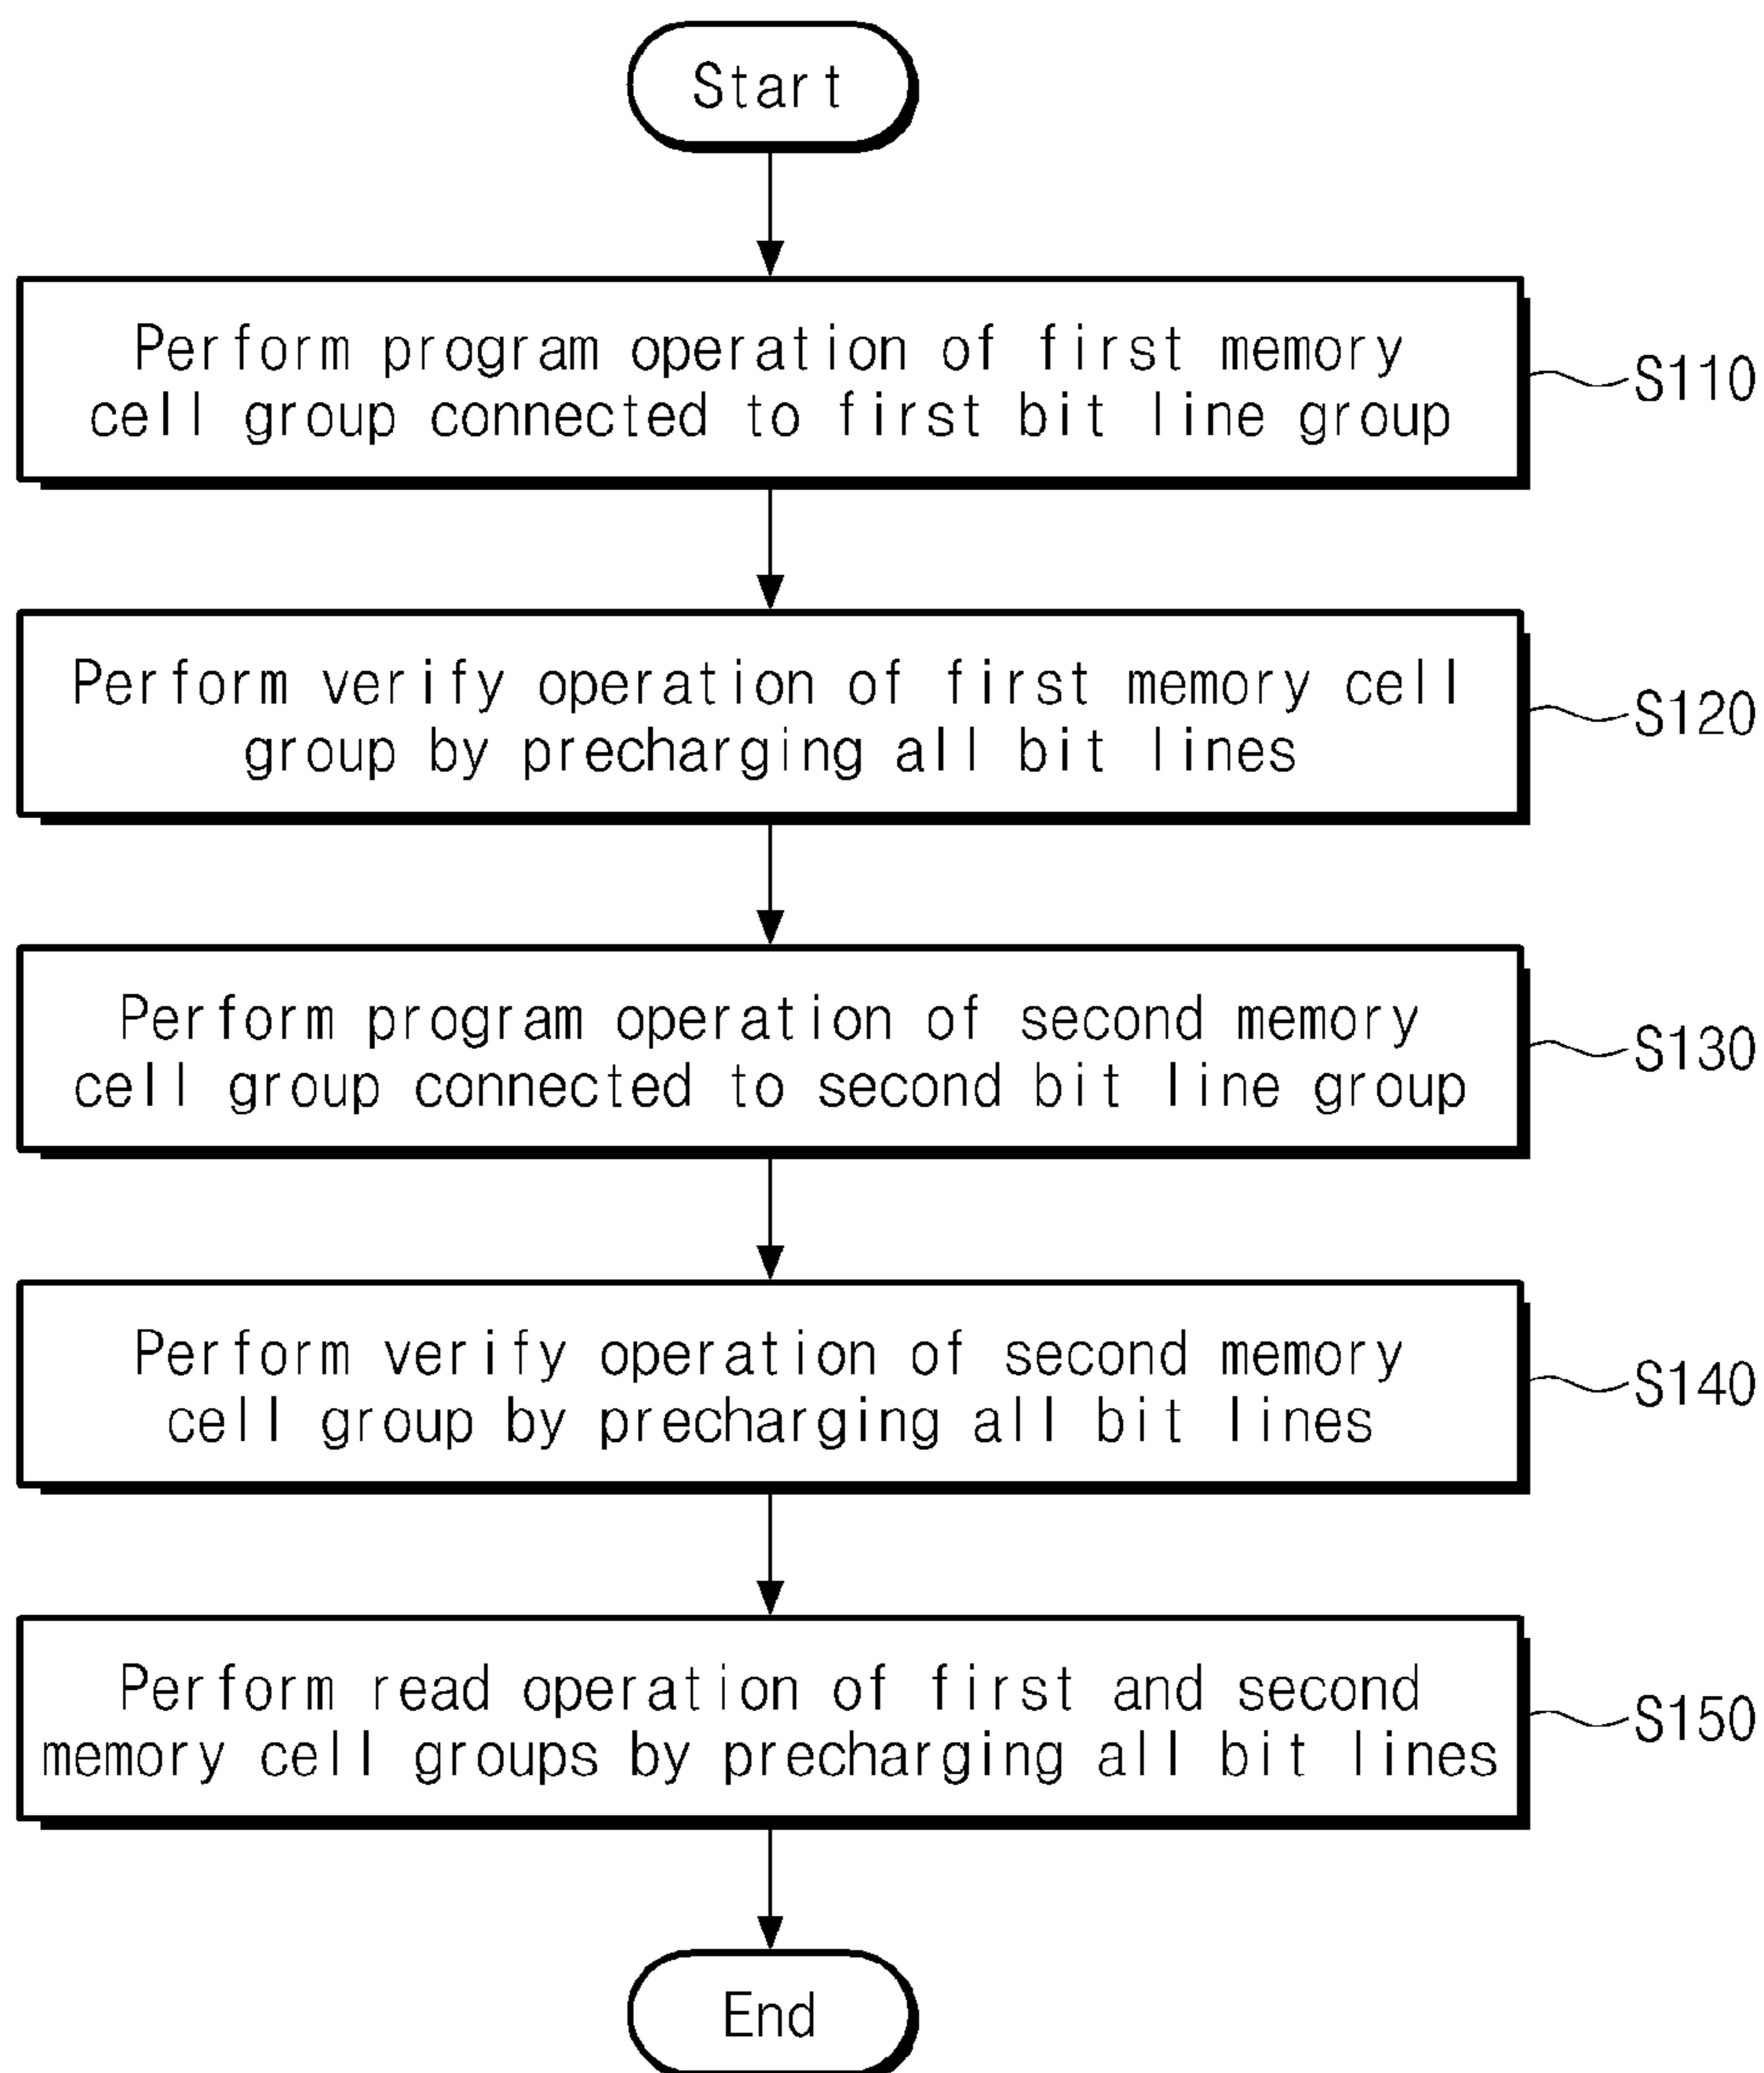 Start
Perform program operation of first memory
cell group connected to first bit line group
S110
Perform verify operation of first memory cell
group by precharging all bit lines
S120
Perform program operation of second memory
cell group connected to second bit line group
S130
Perform verify operation of second memory
cell group by precharging all bit lines
S140
Perform read operation of first and second
memory cell groups by precharging all bit lines
S150
End